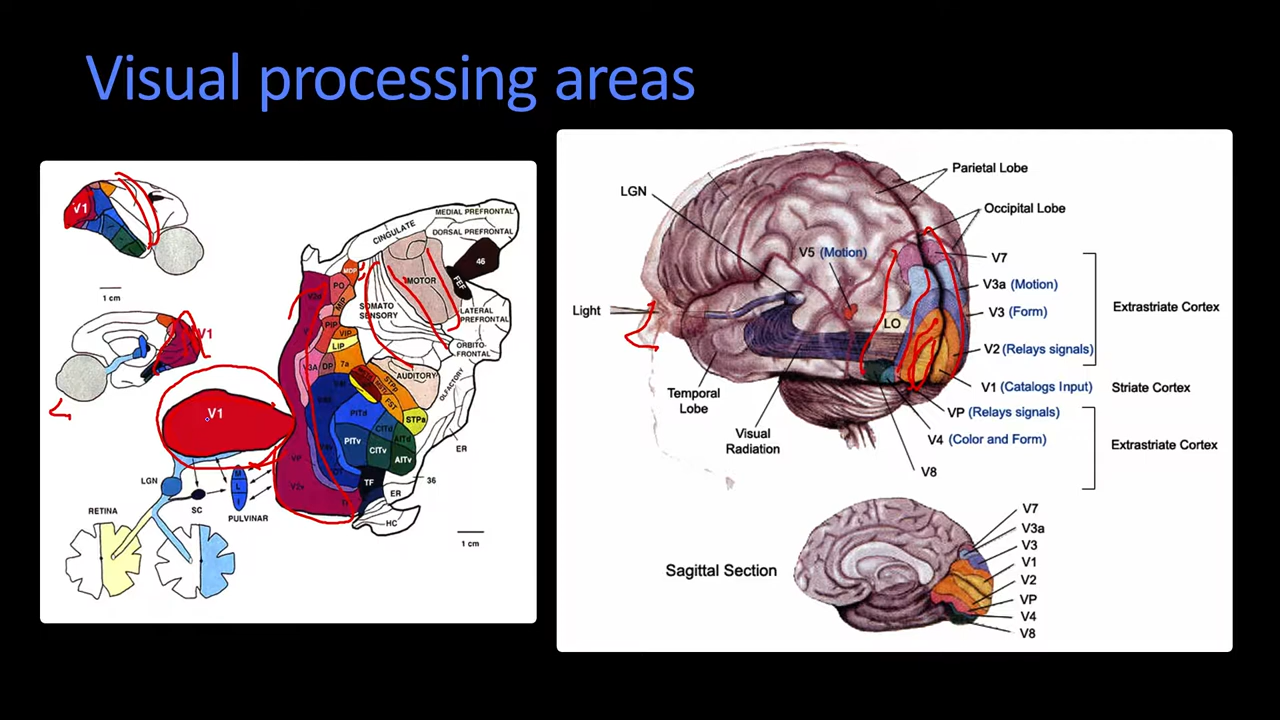 Visual processing areas
V1
1 cm
V1
V1
LGN
SC
M
L
I
PULVINAR
RETINA
CINGULATE
MEDIAL PREFRONTAL
DORSAL PREFRONTAL
46
FEF
MOTOR
SOMATO
SENSORY
LATERAL
PREFRONTAL
ORBITO-
FRONTAL
OLFACTORY
AUDITORY
MDP
PO
MIP
PIP
VIP
LIP
V2d
V3A
DP
7a
STPp
FST
STPa
PITd
PITv
CITd
CITv
AITd
AITv
VP
V2v
TF
ER
36
ER
HC
1 cm
LGN
Light
V5 (Motion)
LO
Temporal
Lobe
Visual
Radiation
Parietal Lobe
Occipital Lobe
V7
V3a (Motion)
V3 (Form)
V2 (Relays signals)
Extrastriate Cortex
V1 (Catalogs Input)
Striate Cortex
VP (Relays signals)
V4 (Color and Form)
V8
Extrastriate Cortex
Sagittal Section
V7
V3a
V3
V1
V2
VP
V4
V8